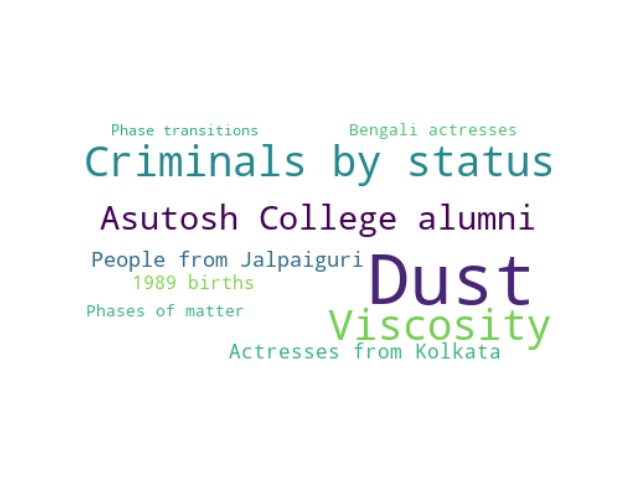 Phase transitions
Bengali actresses
Criminals by status
Asutosh College alumni
People from Jalpaiguri
Dust
1989 births
Phases of matter
Viscosity
Actresses from Kolkata